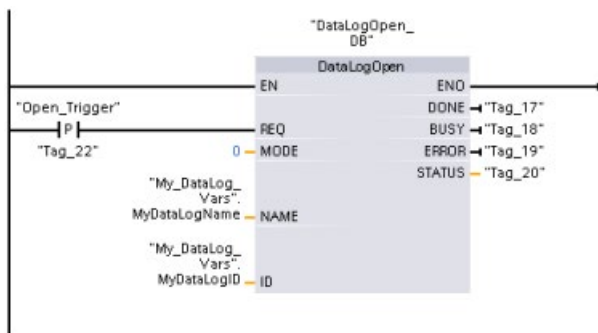 "DataLogOpen_
DB"
DataLogOpen
EN
ENO
"Open_Trigger"
DONE
"Tag_17"
P
REQ
BUSY
"Tag_18"
"Tag_22"
0
MODE
ERROR
"Tag_19"
STATUS
"Tag_20"
"My_DataLog_
Vars".
MyDataLogName
NAME
"My_DataLog_
Vars".
MyDataLogID
ID